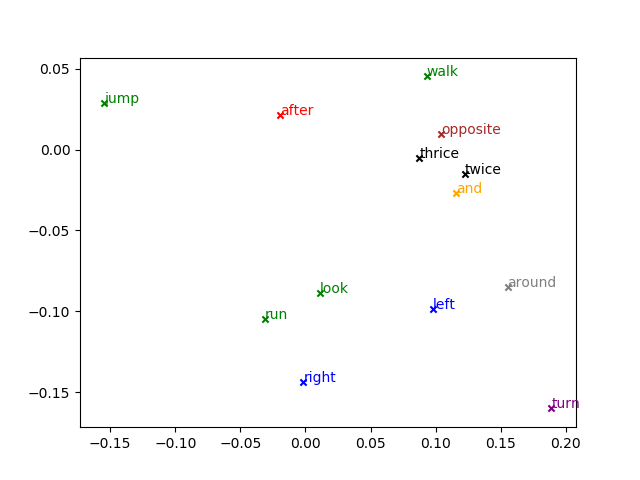 0.05
walk
jump
after
opposite
0.00
thrice
twice
and
−0.05
around
look
left
−0.10
run
right
−0.15
turn
−0.15 −0.10 −0.05 0.00 0.05 0.10 0.15 0.20